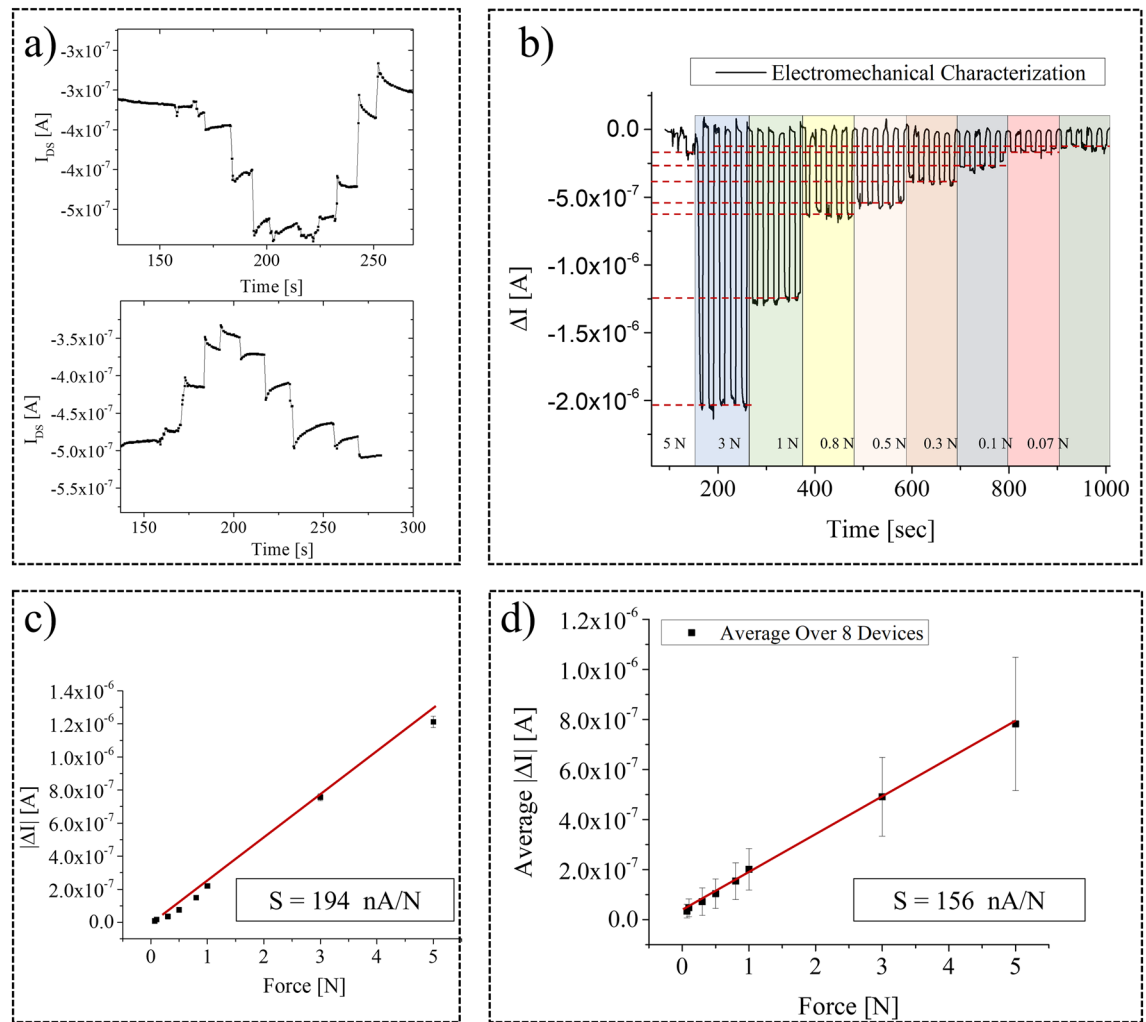 a)
-3x10⁻⁷
-3x10⁻⁷
-4x10⁻⁷
-4x10⁻⁷
-5x10⁻⁷
I_DS [A]
150 200 250
Time [s]
-3.5x10⁻⁷
-4.0x10⁻⁷
-4.5x10⁻⁷
-5.0x10⁻⁷
-5.5x10⁻⁷
I_DS [A]
150 200 250 300
Time [s]
b)
Electromechanical Characterization
0.0
-5.0x10⁻⁷
-1.0x10⁻⁶
-1.5x10⁻⁶
-2.0x10⁻⁶
ΔI [A]
5 N 3 N 1 N 0.8 N 0.5 N 0.3 N 0.1 N 0.07 N
200 400 600 800 1000
Time [sec]
c)
1.4x10⁻⁶
1.2x10⁻⁶
1.0x10⁻⁶
8.0x10⁻⁷
6.0x10⁻⁷
4.0x10⁻⁷
2.0x10⁻⁷
0.0
|ΔI| [A]
S = 194 nA/N
0 1 2 3 4 5
Force [N]
d)
Average Over 8 Devices
1.2x10⁻⁶
1.0x10⁻⁶
8.0x10⁻⁷
6.0x10⁻⁷
4.0x10⁻⁷
2.0x10⁻⁷
0.0
Average |ΔI| [A]
S = 156 nA/N
0 1 2 3 4 5
Force [N]